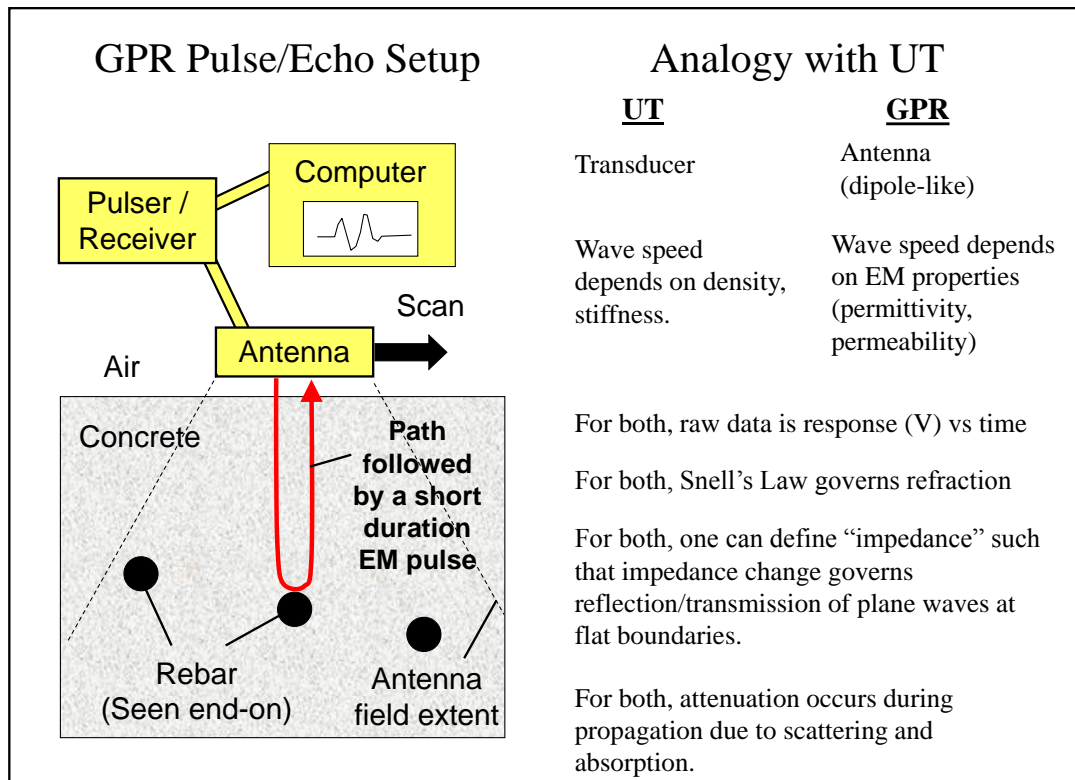 GPR Pulse/Echo Setup
Computer
Pulser /
Receiver
Scan
Antenna
Air
Concrete
Path
followed
by a short
duration
EM pulse
Rebar
(Seen end-on)
Antenna
field extent
Analogy with UT
UT
GPR
Transducer
Antenna
(dipole-like)
Wave speed
depends on density,
stiffness.
Wave speed depends
on EM properties
(permittivity,
permeability)
For both, raw data is response (V) vs time
For both, Snell’s Law governs refraction
For both, one can define “impedance” such
that impedance change governs
reflection/transmission of plane waves at
flat boundaries.
For both, attenuation occurs during
propagation due to scattering and
absorption.